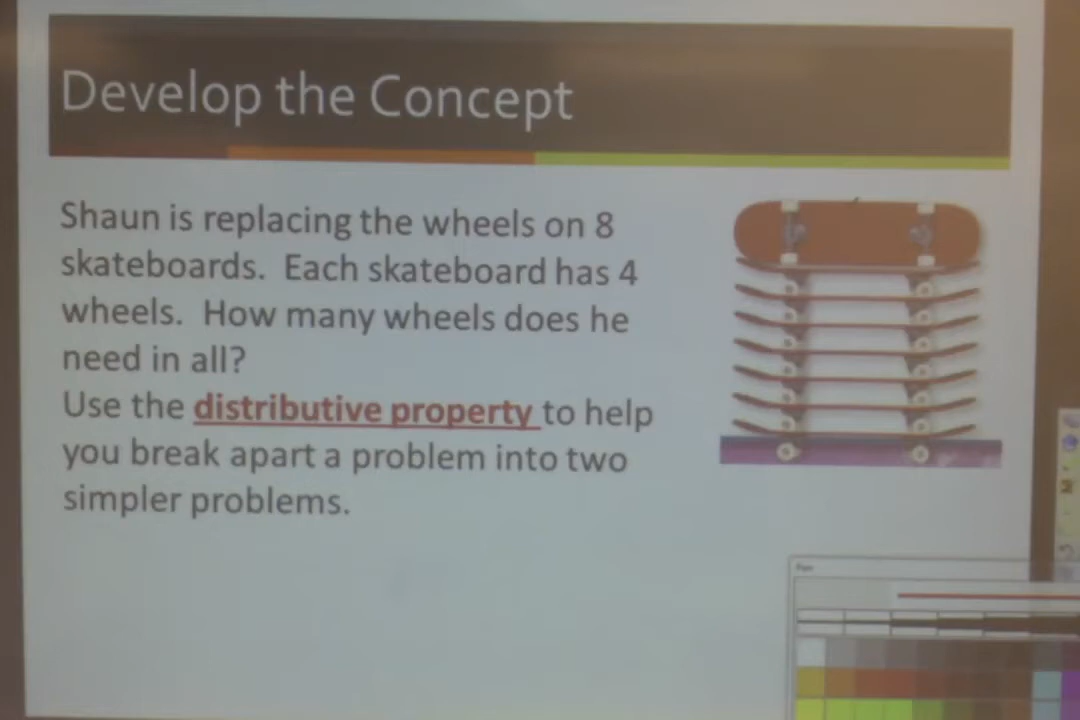 Develop the Concept
Shaun is replacing the wheels on 8
skateboards. Each skateboard has 4
wheels. How many wheels does he
need in all?
Use the distributive property to help
you break apart a problem into two
simpler problems.